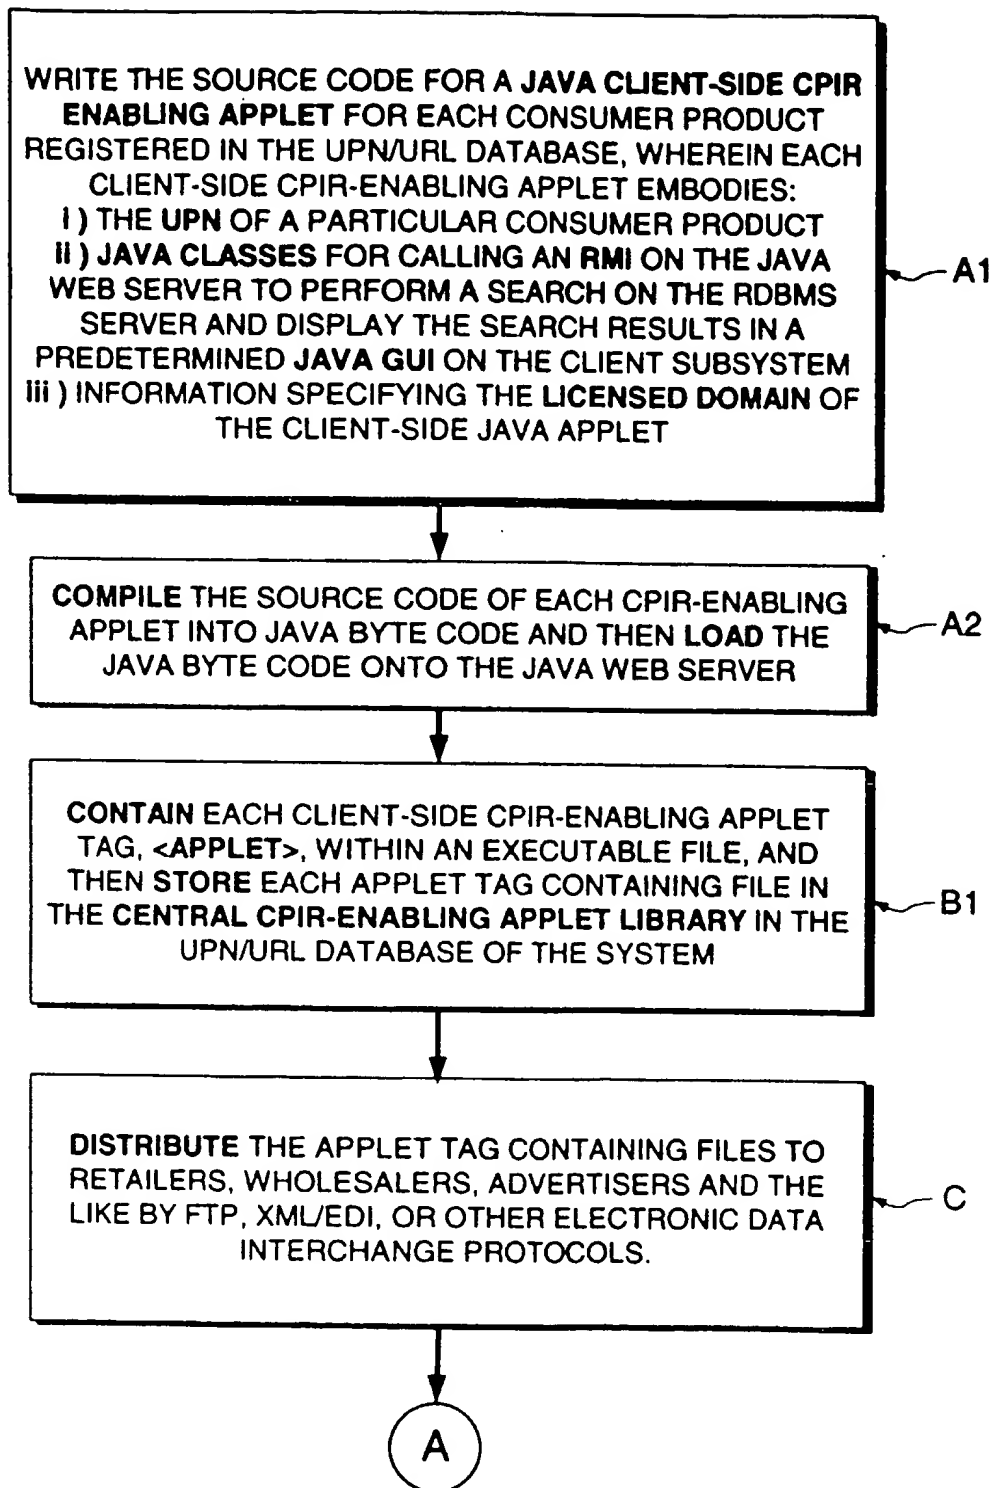 WRITE THE SOURCE CODE FOR A JAVA CLIENT-SIDE CPIR
ENABLING APPLET FOR EACH CONSUMER PRODUCT
REGISTERED IN THE UPN/URL DATABASE, WHEREIN EACH
CLIENT-SIDE CPIR-ENABLING APPLET EMBODIES:
i ) THE UPN OF A PARTICULAR CONSUMER PRODUCT
ii ) JAVA CLASSES FOR CALLING AN RMI ON THE JAVA
WEB SERVER TO PERFORM A SEARCH ON THE RDBMS
SERVER AND DISPLAY THE SEARCH RESULTS IN A
PREDETERMINED JAVA GUI ON THE CLIENT SUBSYSTEM
iii ) INFORMATION SPECIFYING THE LICENSED DOMAIN OF
THE CLIENT-SIDE JAVA APPLET
A1
COMPILE THE SOURCE CODE OF EACH CPIR-ENABLING
APPLET INTO JAVA BYTE CODE AND THEN LOAD THE
JAVA BYTE CODE ONTO THE JAVA WEB SERVER
A2
CONTAIN EACH CLIENT-SIDE CPIR-ENABLING APPLET
TAG, <APPLET>, WITHIN AN EXECUTABLE FILE, AND
THEN STORE EACH APPLET TAG CONTAINING FILE IN
THE CENTRAL CPIR-ENABLING APPLET LIBRARY IN THE
UPN/URL DATABASE OF THE SYSTEM
B1
DISTRIBUTE THE APPLET TAG CONTAINING FILES TO
RETAILERS, WHOLESALERS, ADVERTISERS AND THE
LIKE BY FTP, XML/EDI, OR OTHER ELECTRONIC DATA
INTERCHANGE PROTOCOLS.
C
A